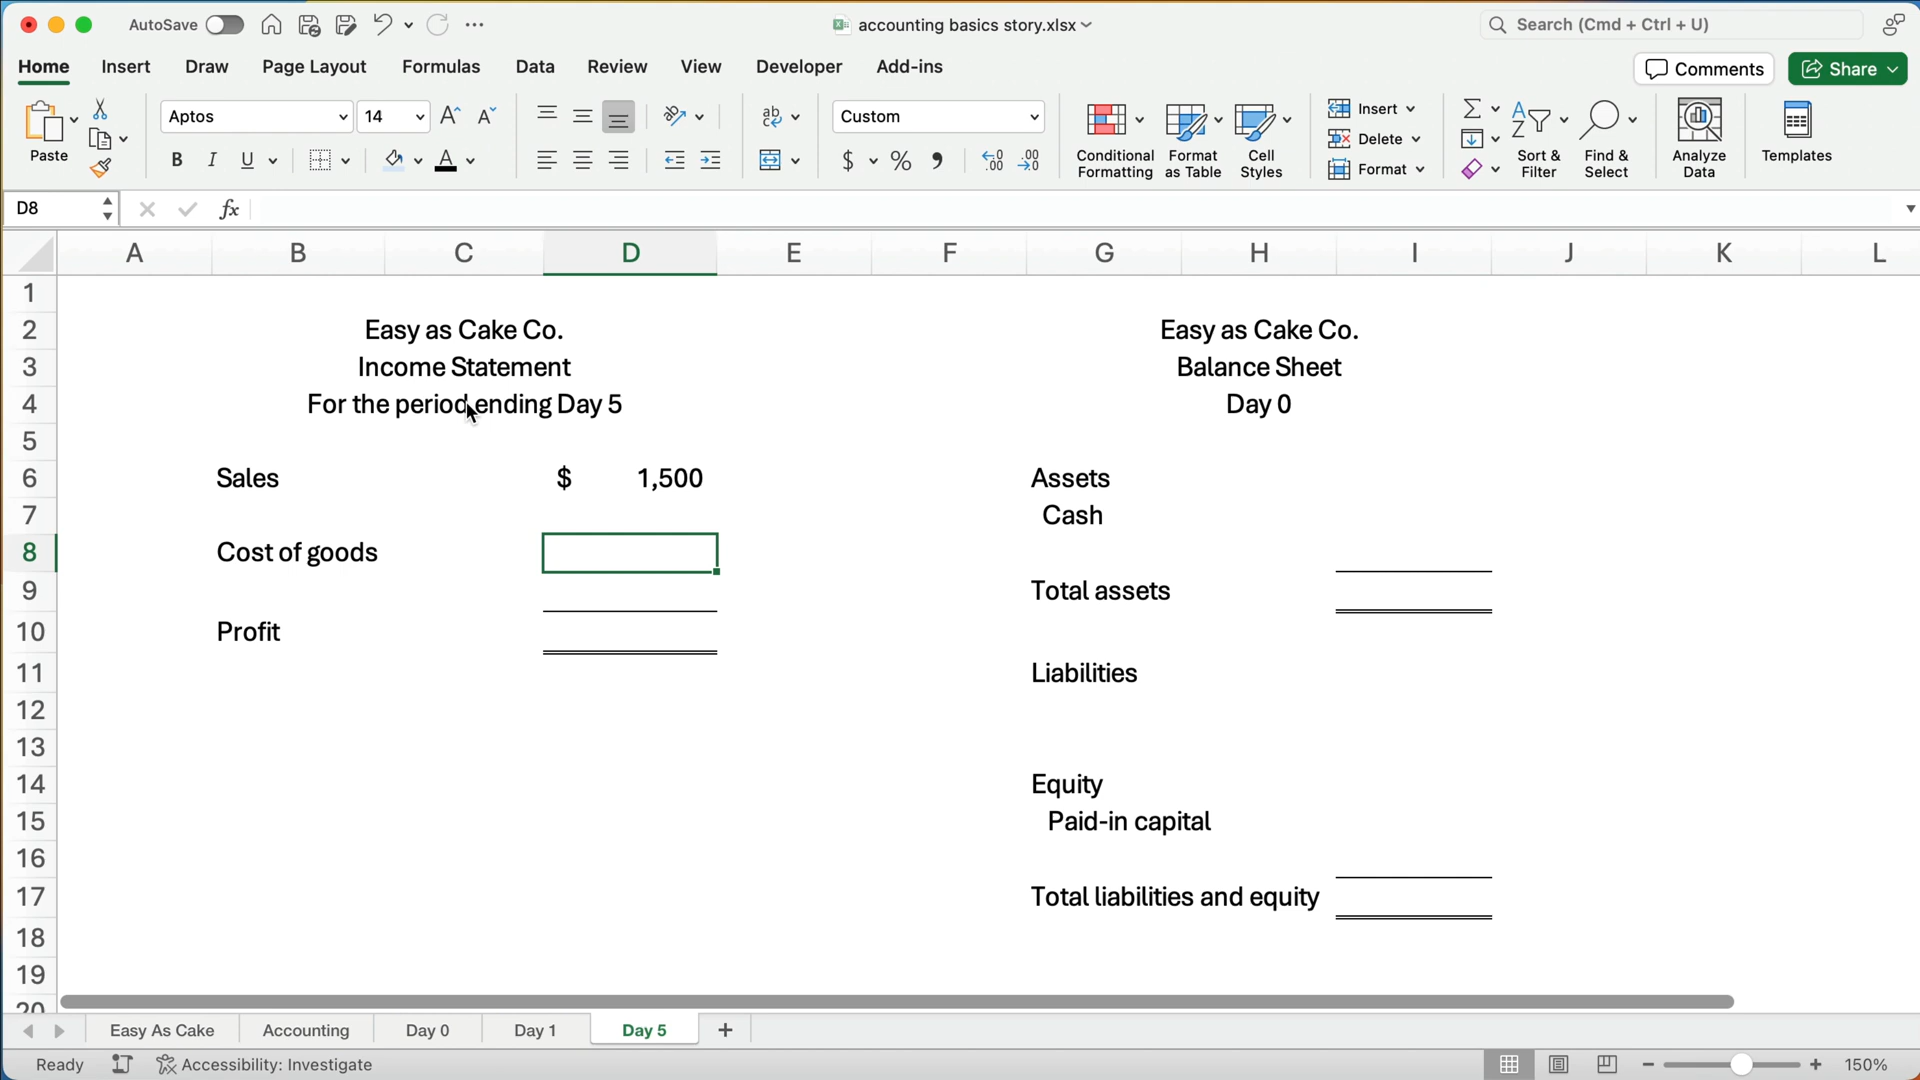 AutoSave
accounting basics story.xlsx
Search (Cmd + Ctrl + U)
Home Insert Draw Page Layout Formulas Data Review View Developer Add-ins
Comments Share
Paste
Aptos 14
B I U A
ab
Custom
$ % 9
Conditional Formatting
Format as Table
Cell Styles
Insert
Delete
Format
Sort & Filter
Find & Select
Analyze Data
Templates
D8 fx
A B C D E F G H I J K L
1
2 Easy as Cake Co. Easy as Cake Co.
3 Income Statement Balance Sheet
4 For the period ending Day 5 Day 0
5
6 Sales $ 1,500 Assets
7 Cash
8 Cost of goods
9 Total assets
10 Profit
11 Liabilities
12
13
14 Equity
15 Paid-in capital
16
17 Total liabilities and equity
18
19
20
Easy As Cake Accounting Day 0 Day 1 Day 5 +
Ready Accessibility: Investigate 150%